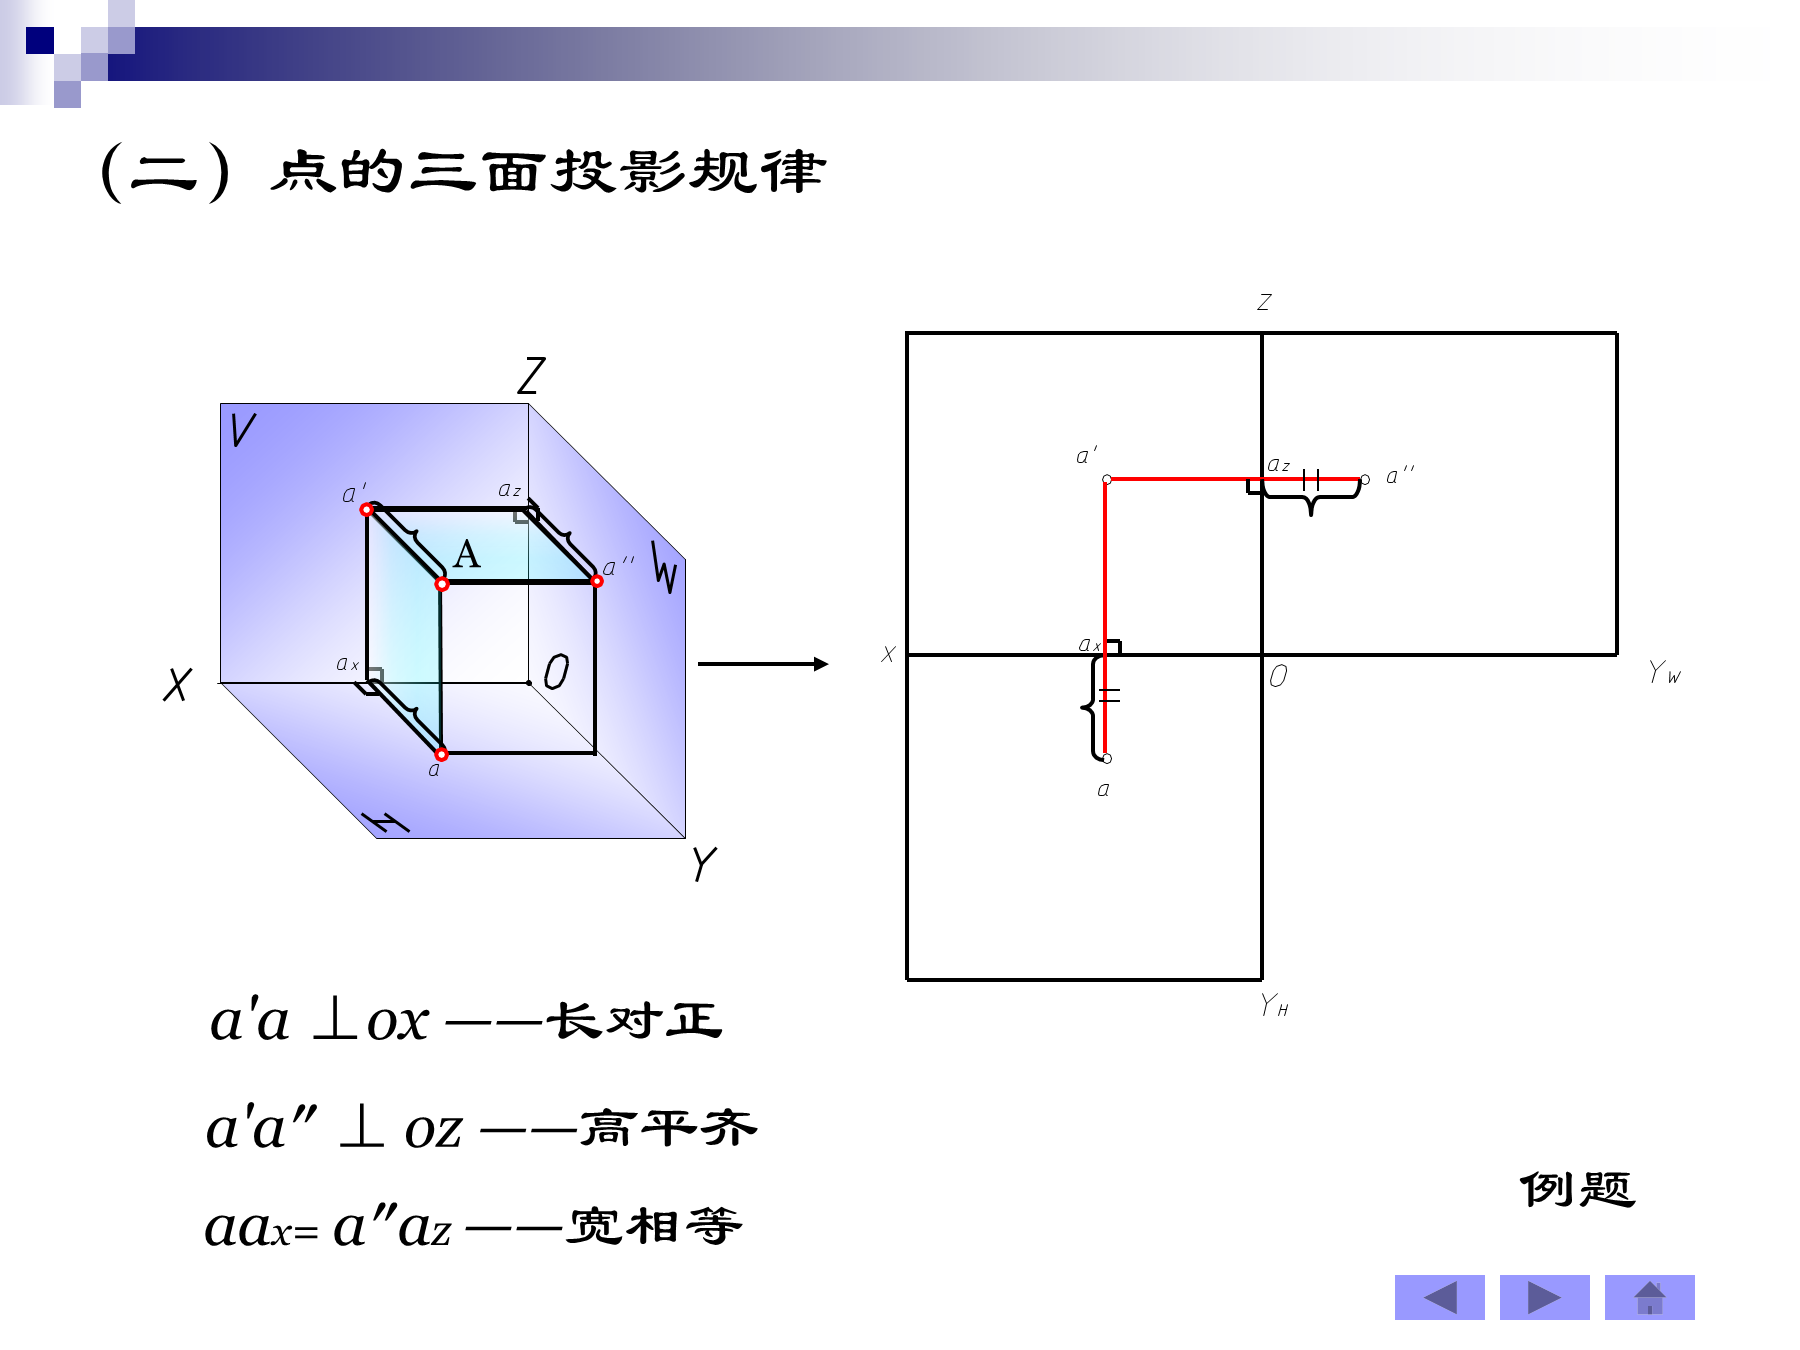 （二）点的三面投影规律
Z
V
a'
az
A
a''
W
ax
X
O
a
H
Y
Z
a'
az
a''
X
ax
O
YW
a
YH
a'a ⊥ox ——长对正
a'a″ ⊥ oz ——高平齐
aax= a″az ——宽相等
例题